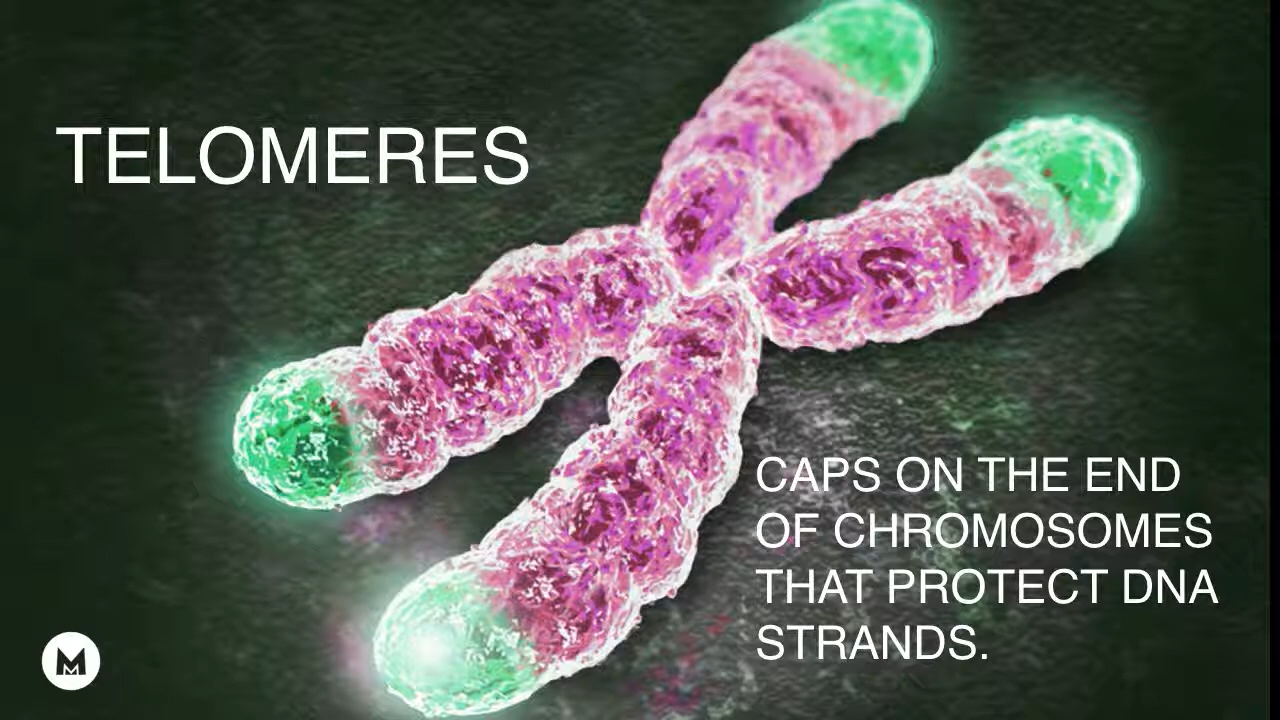 TELOMERES
CAPS ON THE END
OF CHROMOSOMES
THAT PROTECT DNA
STRANDS.
M